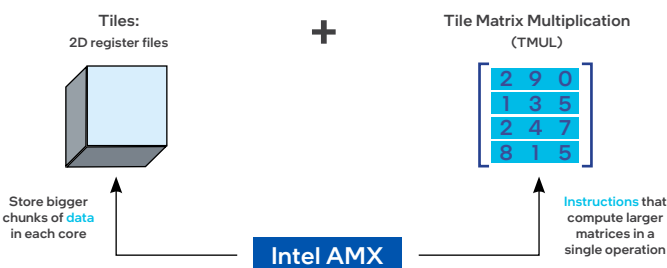 Tiles:
2D register files
+
Tile Matrix Multiplication
(TMUL)
2 9 0
1 3 5
2 4 7
8 1 5
Store bigger
chunks of data
in each core
Instructions that
compute larger
matrices in a
single operation
Intel AMX